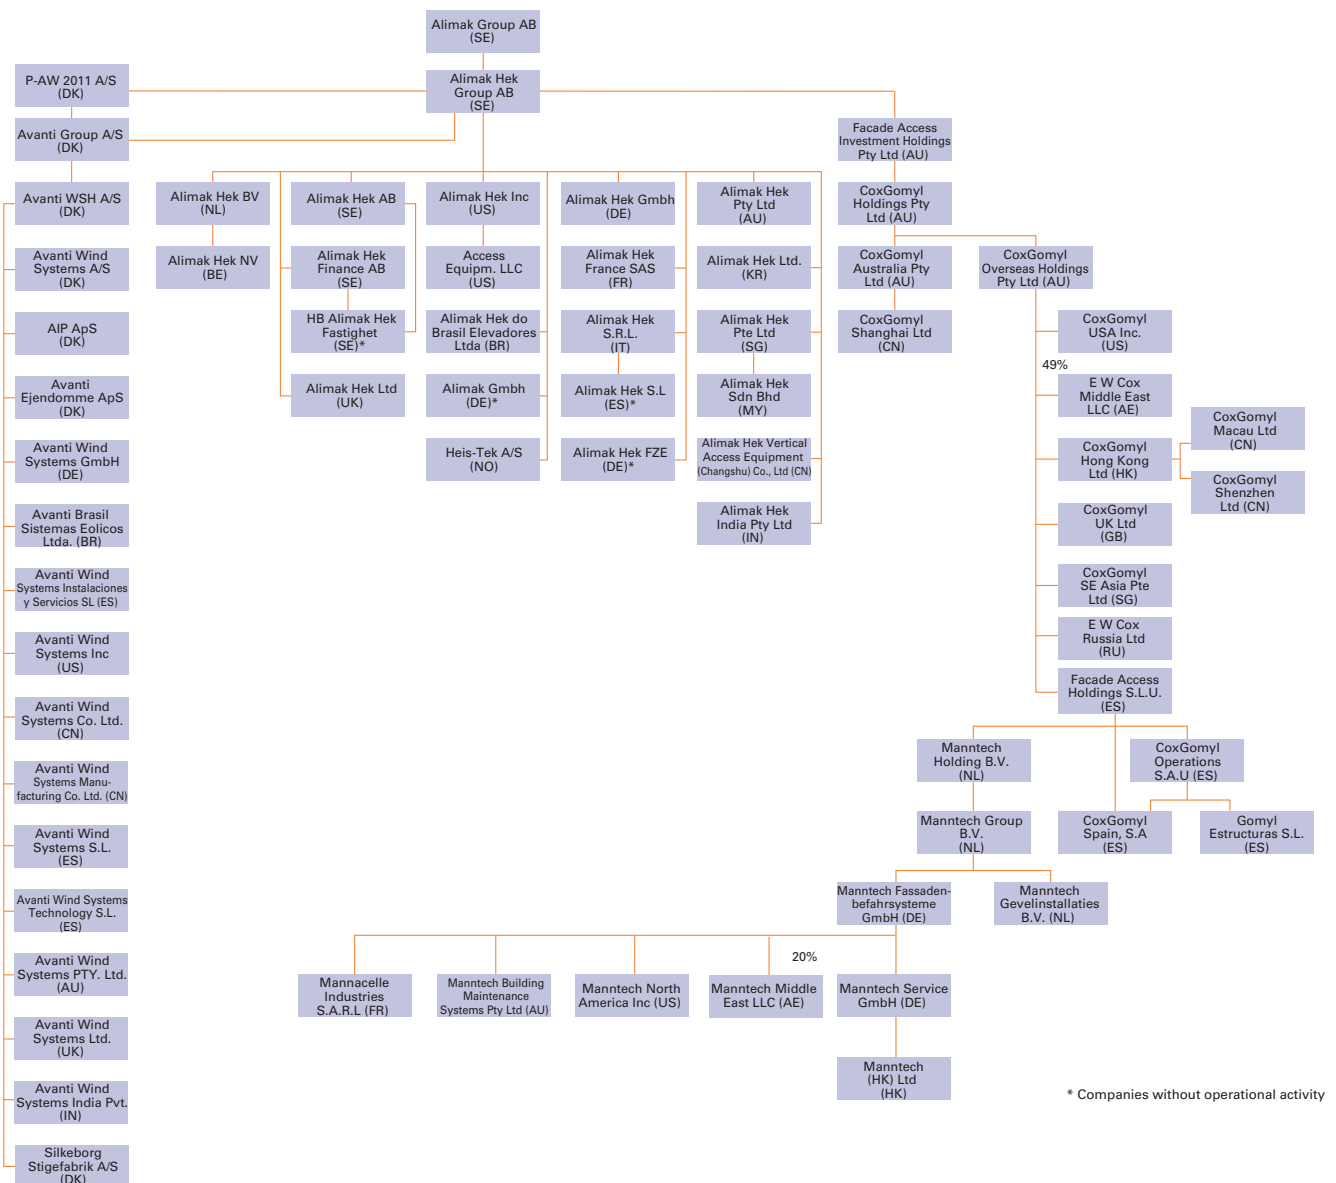 Alimak Group AB
(SE)
P-AW 2011 A/S
(DK)
Alimak Hek
Group AB
(SE)
Avanti Group A/S
(DK)
Facade Access
Investment Holdings
Pty Ltd (AU)
Avanti WSH A/S
(DK)
Alimak Hek BV
(NL)
Alimak Hek AB
(SE)
Alimak Hek Inc
(US)
Alimak Hek Gmbh
(DE)
Alimak Hek
Pty Ltd
(AU)
CoxGomyl
Holdings Pty
Ltd (AU)
Avanti Wind
Systems A/S
(DK)
Alimak Hek NV
(BE)
Alimak Hek
Finance AB
(SE)
Access
Equipm. LLC
(US)
Alimak Hek
France SAS
(FR)
Alimak Hek Ltd.
(KR)
CoxGomyl
Australia Pty
Ltd (AU)
CoxGomyl
Overseas Holdings
Pty Ltd (AU)
AIP ApS
(DK)
HB Alimak Hek
Fastighet
(SE)*
Alimak Hek do
Brasil Elevadores
Ltda (BR)
Alimak Hek
S.R.L.
(IT)
Alimak Hek
Pte Ltd
(SG)
CoxGomyl
Shanghai Ltd
(CN)
CoxGomyl
USA Inc.
(US)
49%
Avanti
Ejendomme ApS
(DK)
Alimak Hek Ltd
(UK)
Alimak Gmbh
(DE)*
Alimak Hek S.L
(ES)*
Alimak Hek
Sdn Bhd
(MY)
E W Cox
Middle East
LLC (AE)
CoxGomyl
Macau Ltd
(CN)
Avanti Wind
Systems GmbH
(DE)
Heis-Tek A/S
(NO)
Alimak Hek FZE
(DE)*
Alimak Hek Vertical
Access Equipment
(Changshu) Co., Ltd (CN)
CoxGomyl
Hong Kong
Ltd (HK)
CoxGomyl
Shenzhen
Ltd (CN)
Avanti Brasil
Sistemas Eolicos
Ltda. (BR)
Alimak Hek
India Pty Ltd
(IN)
CoxGomyl
UK Ltd
(GB)
Avanti Wind
Systems Instalaciones
y Servicios SL (ES)
CoxGomyl
SE Asia Pte
Ltd (SG)
Avanti Wind
Systems Inc
(US)
E W Cox
Russia Ltd
(RU)
Avanti Wind
Systems Co. Ltd.
(CN)
Facade Access
Holdings S.L.U.
(ES)
Avanti Wind
Systems Manu-
facturing Co. Ltd. (CN)
Manntech
Holding B.V.
(NL)
CoxGomyl
Operations
S.A.U (ES)
Avanti Wind
Systems S.L.
(ES)
Manntech Group
B.V.
(NL)
CoxGomyl
Spain, S.A
(ES)
Gomyl
Estructuras S.L.
(ES)
Avanti Wind Systems
Technology S.L.
(ES)
Manntech Fassaden-
befahrsysteme
GmbH (DE)
Manntech
Gevelinstallaties
B.V. (NL)
20%
Avanti Wind
Systems PTY. Ltd.
(AU)
Mannacelle
Industries
S.A.R.L (FR)
Manntech Building
Maintenance
Systems Pty Ltd (AU)
Manntech North
America Inc (US)
Manntech Middle
East LLC (AE)
Manntech Service
GmbH (DE)
Avanti Wind
Systems Ltd.
(UK)
Manntech
(HK) Ltd
(HK)
Avanti Wind
Systems India Pvt.
(IN)
* Companies without operational activity
Silkeborg
Stigefabrik A/S
(DK)